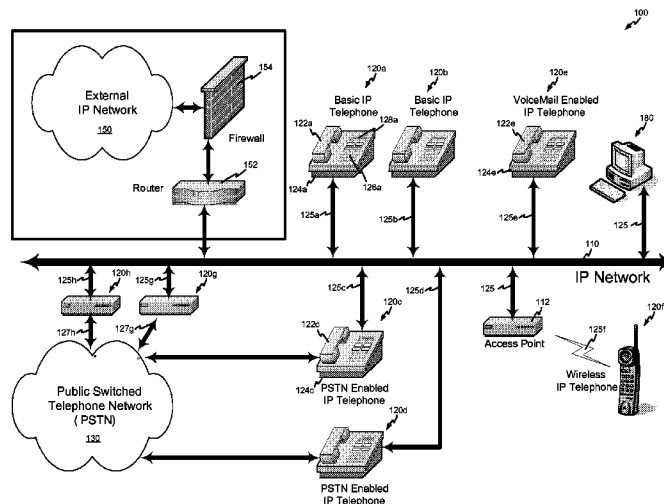 100
154
External
IP Network
150
Firewall
152
Router
120a
Basic IP
Telephone
122a
128a
126a
124a
125a
120b
Basic IP
Telephone
125b
120e
VoiceMail Enabled
IP Telephone
122e
124e
125e
180
125
110
IP Network
125h
120h
125g
120g
127h
127g
125c
125d
120c
122c
124c
PSTN Enabled
IP Telephone
125
112
Access Point
125f
120f
Wireless
IP Telephone
Public Switched
Telephone Network
( PSTN)
130
120d
PSTN Enabled
IP Telephone